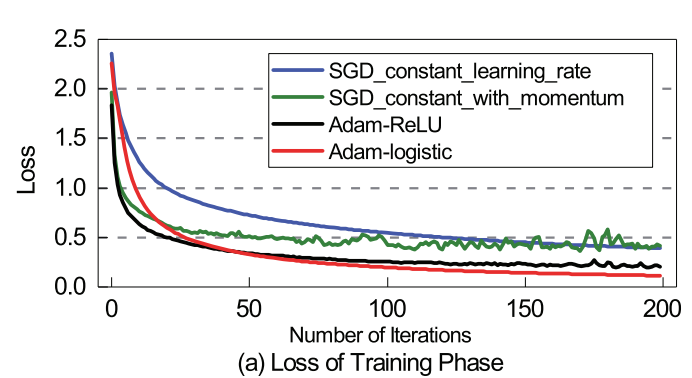 2.5
2.0
1.5
1.0
0.5
0.0
Loss
SGD_constant_learning_rate
SGD_constant_with_momentum
Adam-ReLU
Adam-logistic
0
50
100
150
200
Number of Iterations
(a) Loss of Training Phase